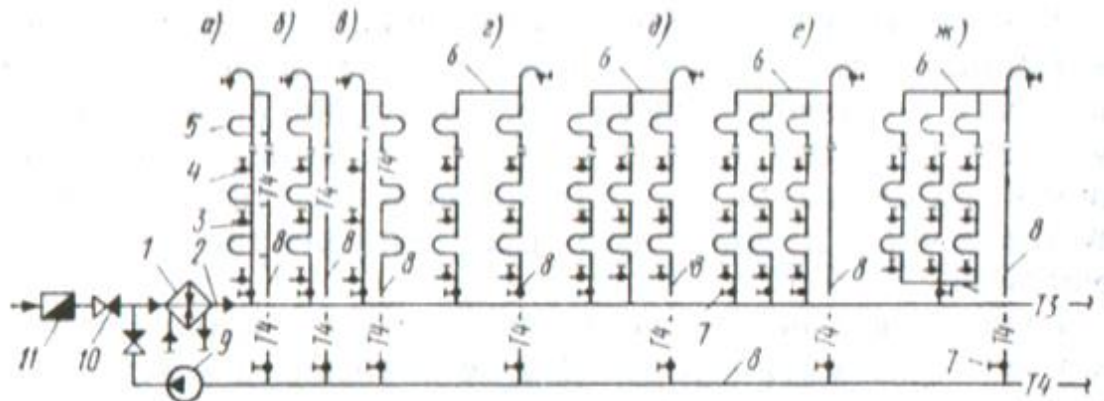 а) б) в) г) д) е) ж)
6 6 6 6
5
4 Т4 Т4 Т4
3
1 2 8 8 8 8 8 8 8
7 Т3
11 10 9 Т4 Т4 Т4 Т4 Т4 Т4 Т4 7
8 Т4